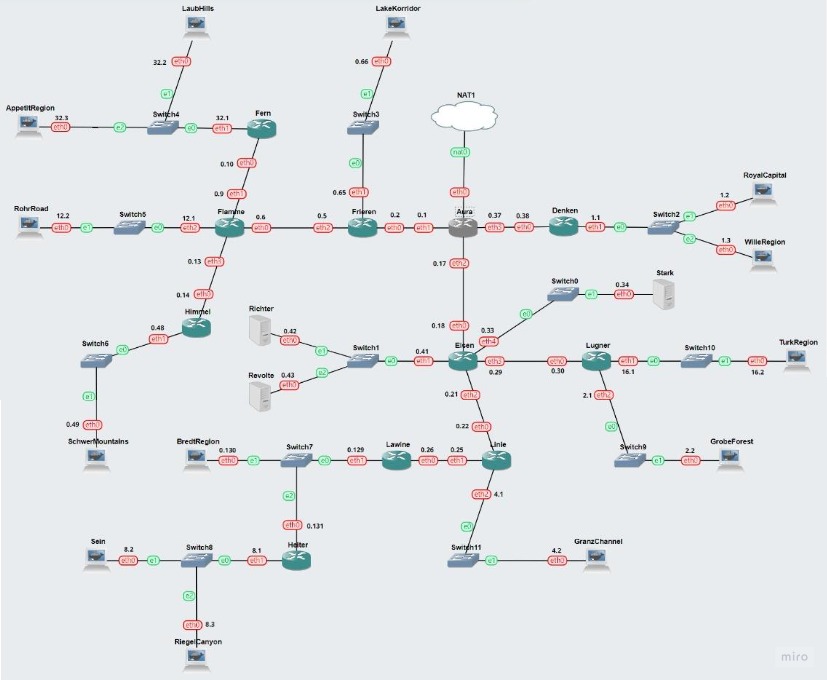 LaubHills
LakeKorridor
32.2 eth0
0.66 eth0
NAT1
e1
e1
AppetitRegion
Switch4
Fern
Switch3
32.3
eth0
e2
e0
32.1
eth1
nat0
0.10 eth0
e0
RoyalCapital
0.9 eth1
0.65 eth1
eth0
1.2
eth0
RohrRoad
12.2
eth0
e1
Switch5
e0
12.1
eth2
Flamme
0.6
eth0
0.5
eth2
Frieren
0.2
eth0
0.1
eth1
Aura
0.37
eth3
0.38
eth0
Denken
1.1
eth1
e0
Switch2
e1
e2
1.3
eth0
WilleRegion
0.13 eth3
0.17 eth2
0.14 eth0
Switch0
e1
0.34
eth0
Stark
Himmel
Richter
e0
0.48
eth1
0.42
eth0
0.18 eth0
0.33
eth4
Switch6
e0
e1
Switch1
e0
0.41
eth1
Eisen
eth3
0.29
eth0
0.30
Lugner
eth1
16.1
e0
Switch10
e1
eth0
16.2
TurkRegion
Revolte
0.43
eth0
e2
e1
0.21 eth2
2.1 eth2
0.49 eth0
0.22 eth0
e0
SchwerMountains
BredtRegion
0.130
eth0
e1
Switch7
e0
0.129
eth1
Lawine
0.26
eth0
0.25
eth1
Linie
Switch9
e1
2.2
eth0
GrobeForest
e2
eth2 4.1
eth0 0.131
e0
Sein
8.2
eth0
e1
Switch8
e0
8.1
eth1
Heiter
Switch11
e1
4.2
eth0
GranzChannel
e2
eth0 8.3
RiegelCanyon
miro